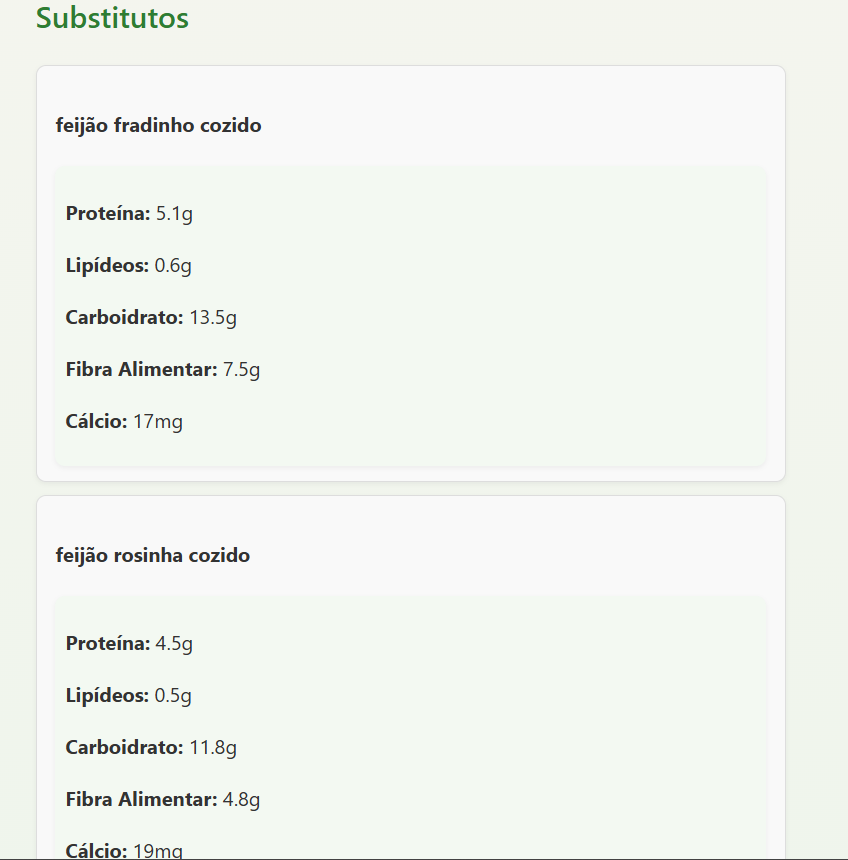 Substitutos
feijão fradinho cozido
Proteína: 5.1g
Lipídeos: 0.6g
Carboidrato: 13.5g
Fibra Alimentar: 7.5g
Cálcio: 17mg
feijão rosinha cozido
Proteína: 4.5g
Lipídeos: 0.5g
Carboidrato: 11.8g
Fibra Alimentar: 4.8g
Cálcio: 19mg